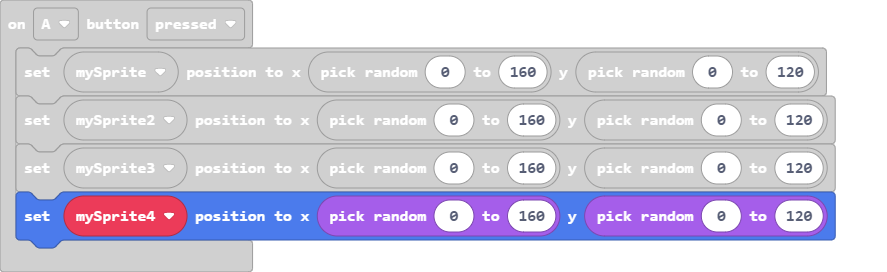 on A button pressed
set mySprite position to x pick random 0 to 160 y pick random 0 to 120
set mySprite2 position to x pick random 0 to 160 y pick random 0 to 120
set mySprite3 position to x pick random 0 to 160 y pick random 0 to 120
set mySprite4 position to x pick random 0 to 160 y pick random 0 to 120